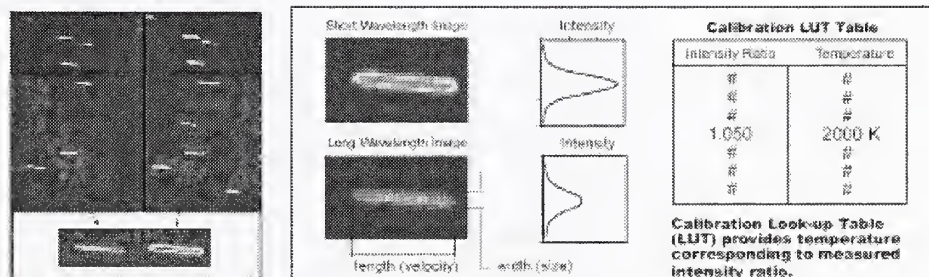 Short Wavelength Image
Intensity
Long Wavelength Image
Intensity
length (velocity)
width (size)
Calibration LUT Table
Intensity Ratio Temperature
# #
# #
# #
1.050 2000 K
# #
# #
# #
Calibration Look-up Table
(LUT) provides temperature
corresponding to measured
intensity ratio.